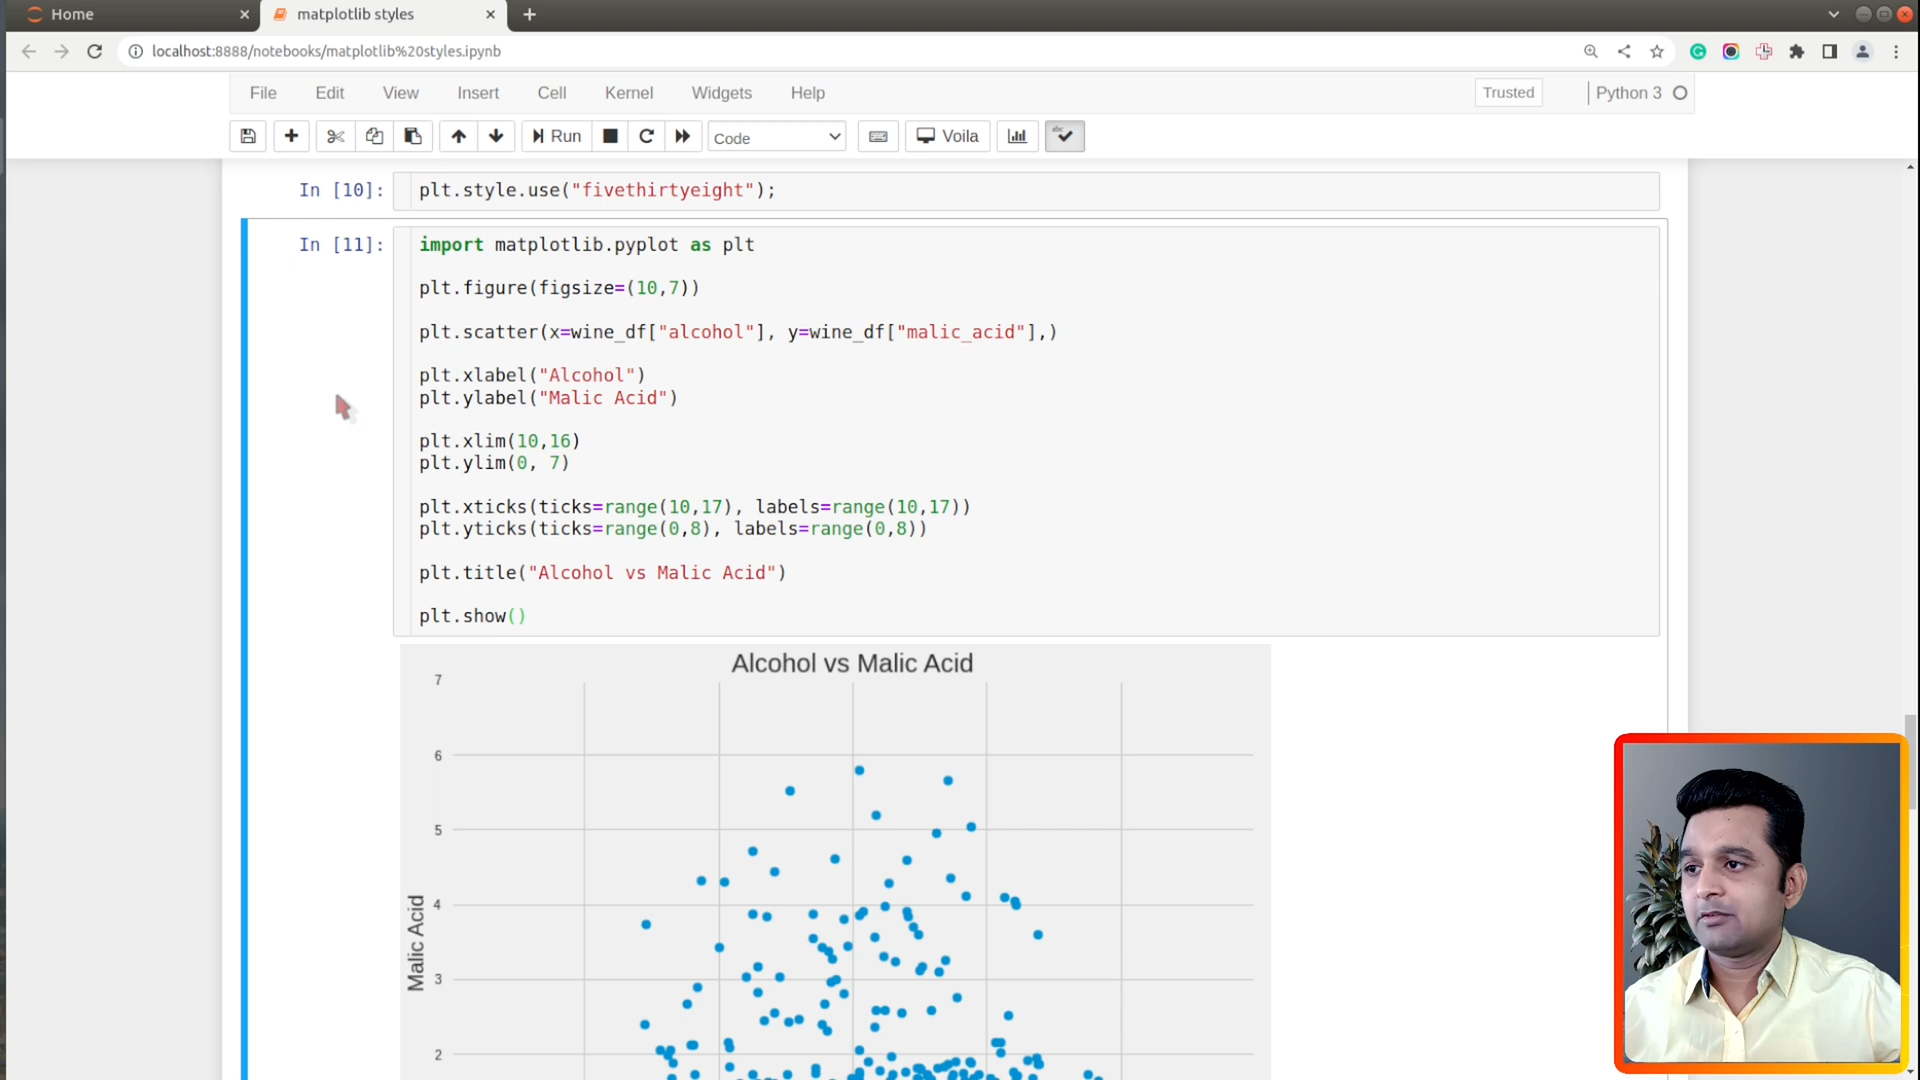 Home
matplotlib styles
localhost:8888/notebooks/matplotlib%20styles.ipynb
File Edit View Insert Cell Kernel Widgets Help Trusted Python 3
Run Code Voila
In [10]: plt.style.use("fivethirtyeight");
In [11]: import matplotlib.pyplot as plt
plt.figure(figsize=(10,7))
plt.scatter(x=wine_df["alcohol"], y=wine_df["malic_acid"],)
plt.xlabel("Alcohol")
plt.ylabel("Malic Acid")
plt.xlim(10,16)
plt.ylim(0, 7)
plt.xticks(ticks=range(10,17), labels=range(10,17))
plt.yticks(ticks=range(0,8), labels=range(0,8))
plt.title("Alcohol vs Malic Acid")
plt.show()
Alcohol vs Malic Acid
7
6
5
4
3
2
Malic Acid